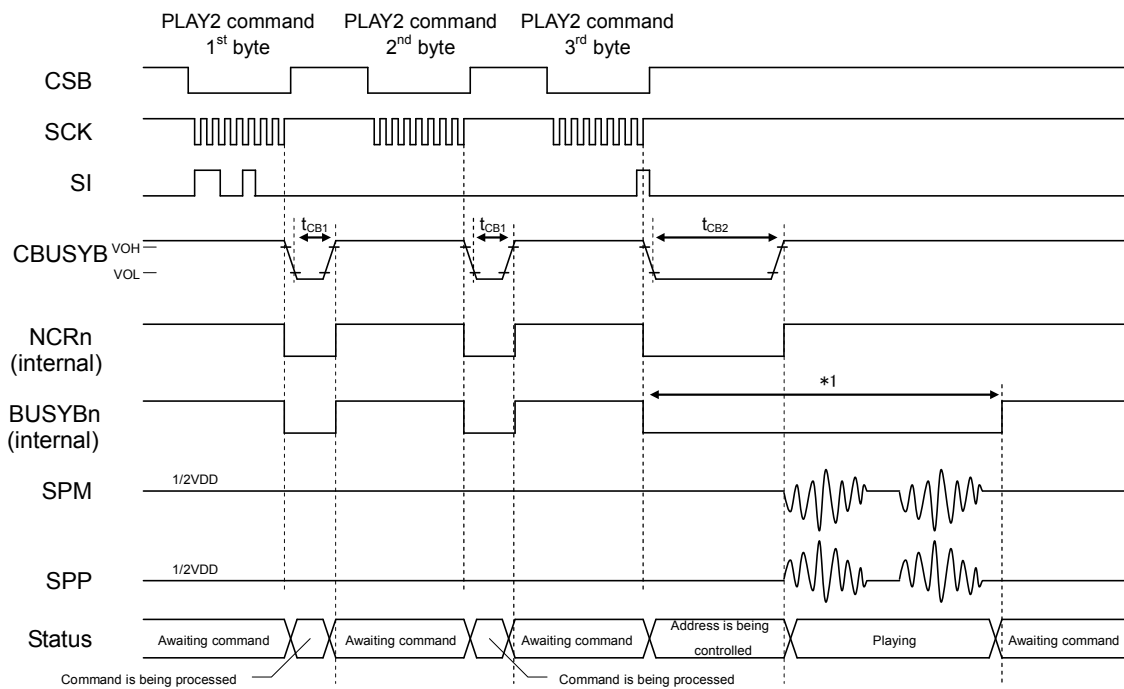 PLAY2 command
1st byte
PLAY2 command
2nd byte
PLAY2 command
3rd byte
CSB
SCK
SI
tCB1
tCB1
tCB2
CBUSYB
VOH
VOL
NCRn
(internal)
*1
BUSYBn
(internal)
SPM
1/2VDD
SPP
1/2VDD
Status
Awaiting command
Awaiting command
Awaiting command
Address is being
controlled
Playing
Awaiting command
Command is being processed
Command is being processed